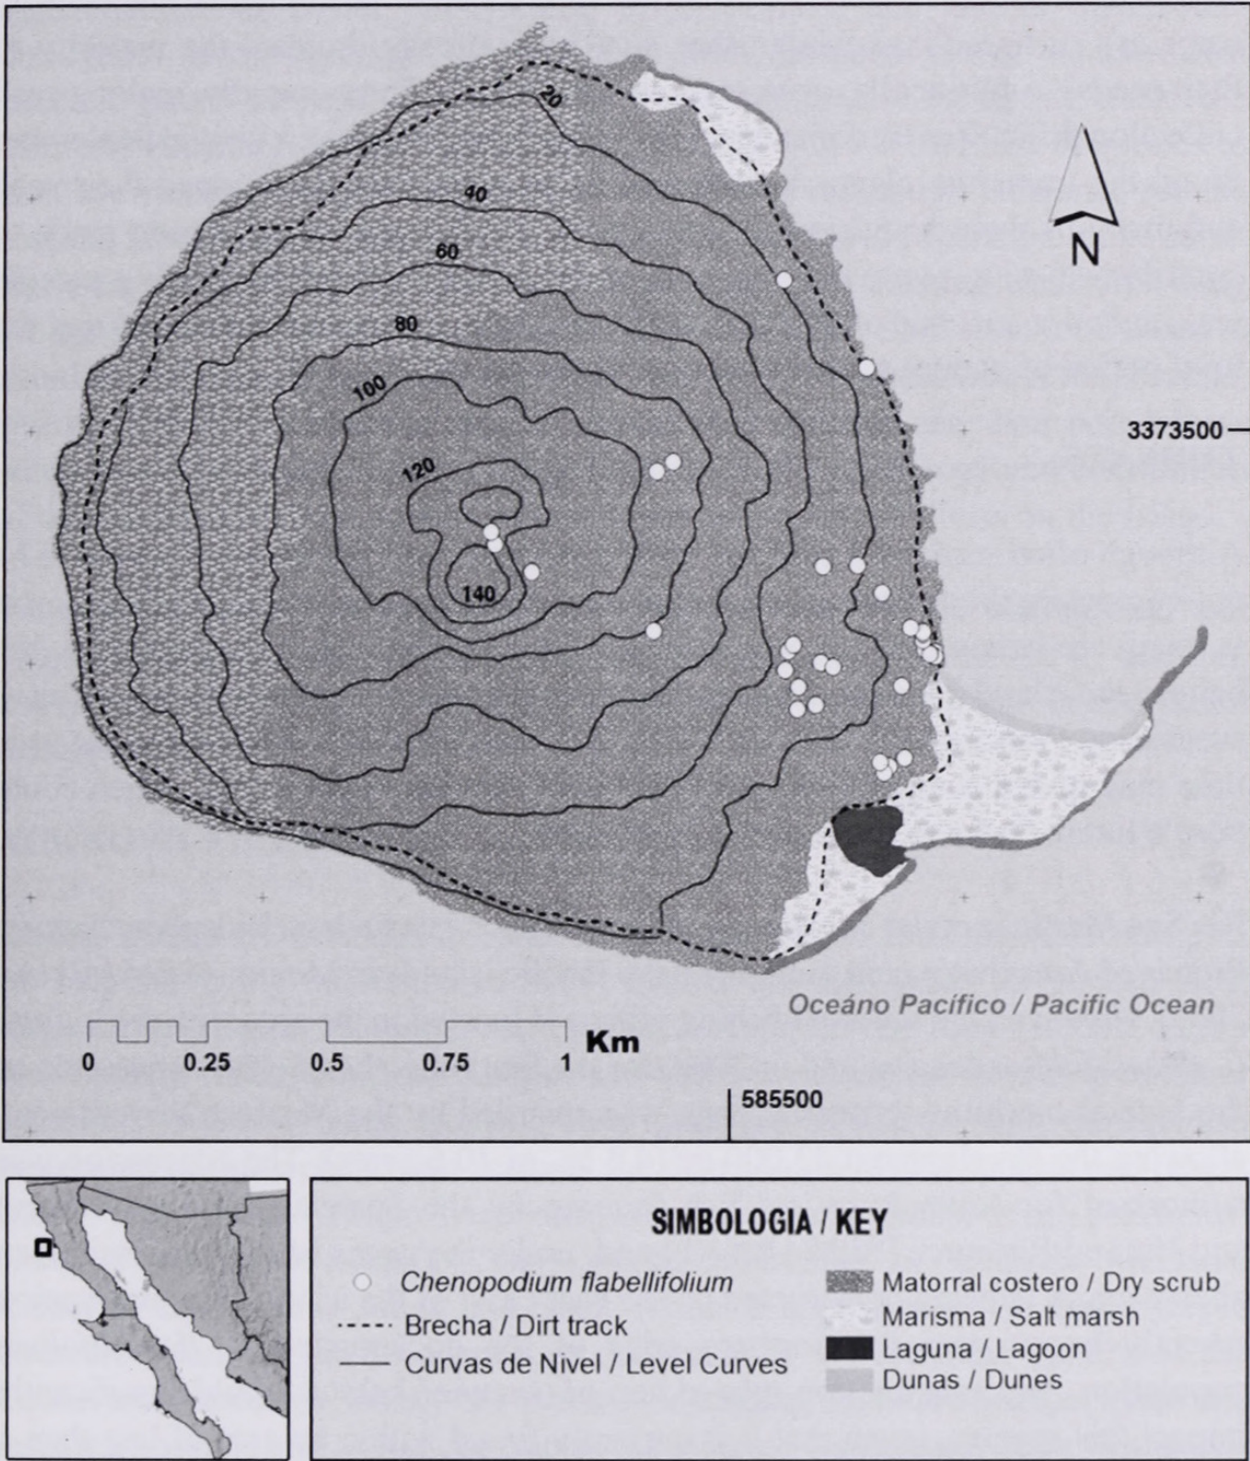 20
40
60
80
100
120
140
N
3373500
Oceáno Pacífico / Pacific Ocean
0 0.25 0.5 0.75 1 Km
585500
SIMBOLOGIA / KEY
Chenopodium flabellifolium
Brecha / Dirt track
Curvas de Nivel / Level Curves
Matorral costero / Dry scrub
Marisma / Salt marsh
Laguna / Lagoon
Dunas / Dunes